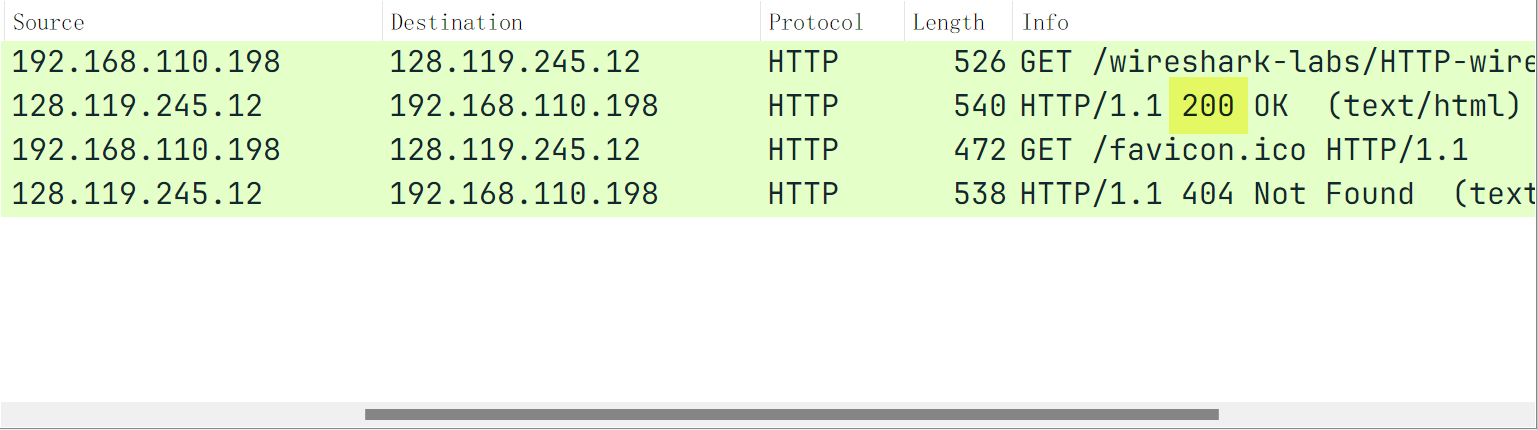 Source Destination Protocol Length Info
192.168.110.198 128.119.245.12 HTTP 526 GET /wireshark-labs/HTTP-wire
128.119.245.12 192.168.110.198 HTTP 540 HTTP/1.1 200 OK (text/html)
192.168.110.198 128.119.245.12 HTTP 472 GET /favicon.ico HTTP/1.1
128.119.245.12 192.168.110.198 HTTP 538 HTTP/1.1 404 Not Found (text